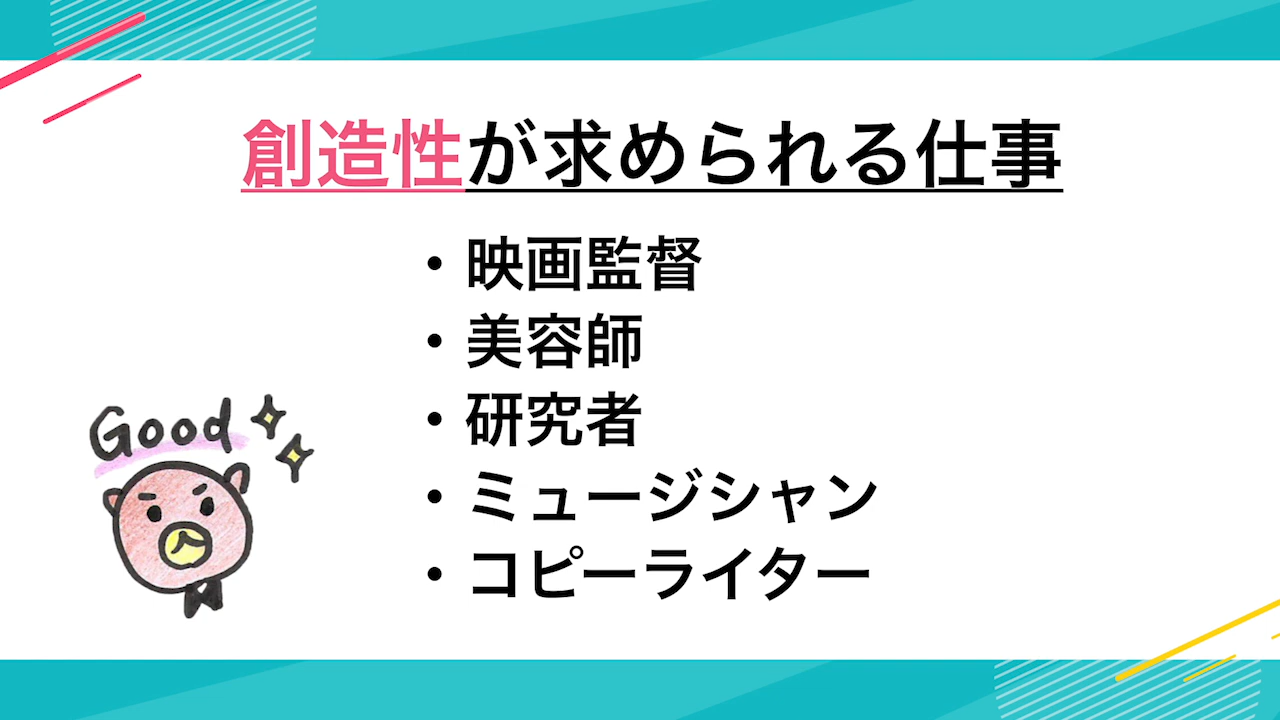 創造性が求められる仕事
・映画監督
・美容師
・研究者
・ミュージシャン
・コピーライター
Good